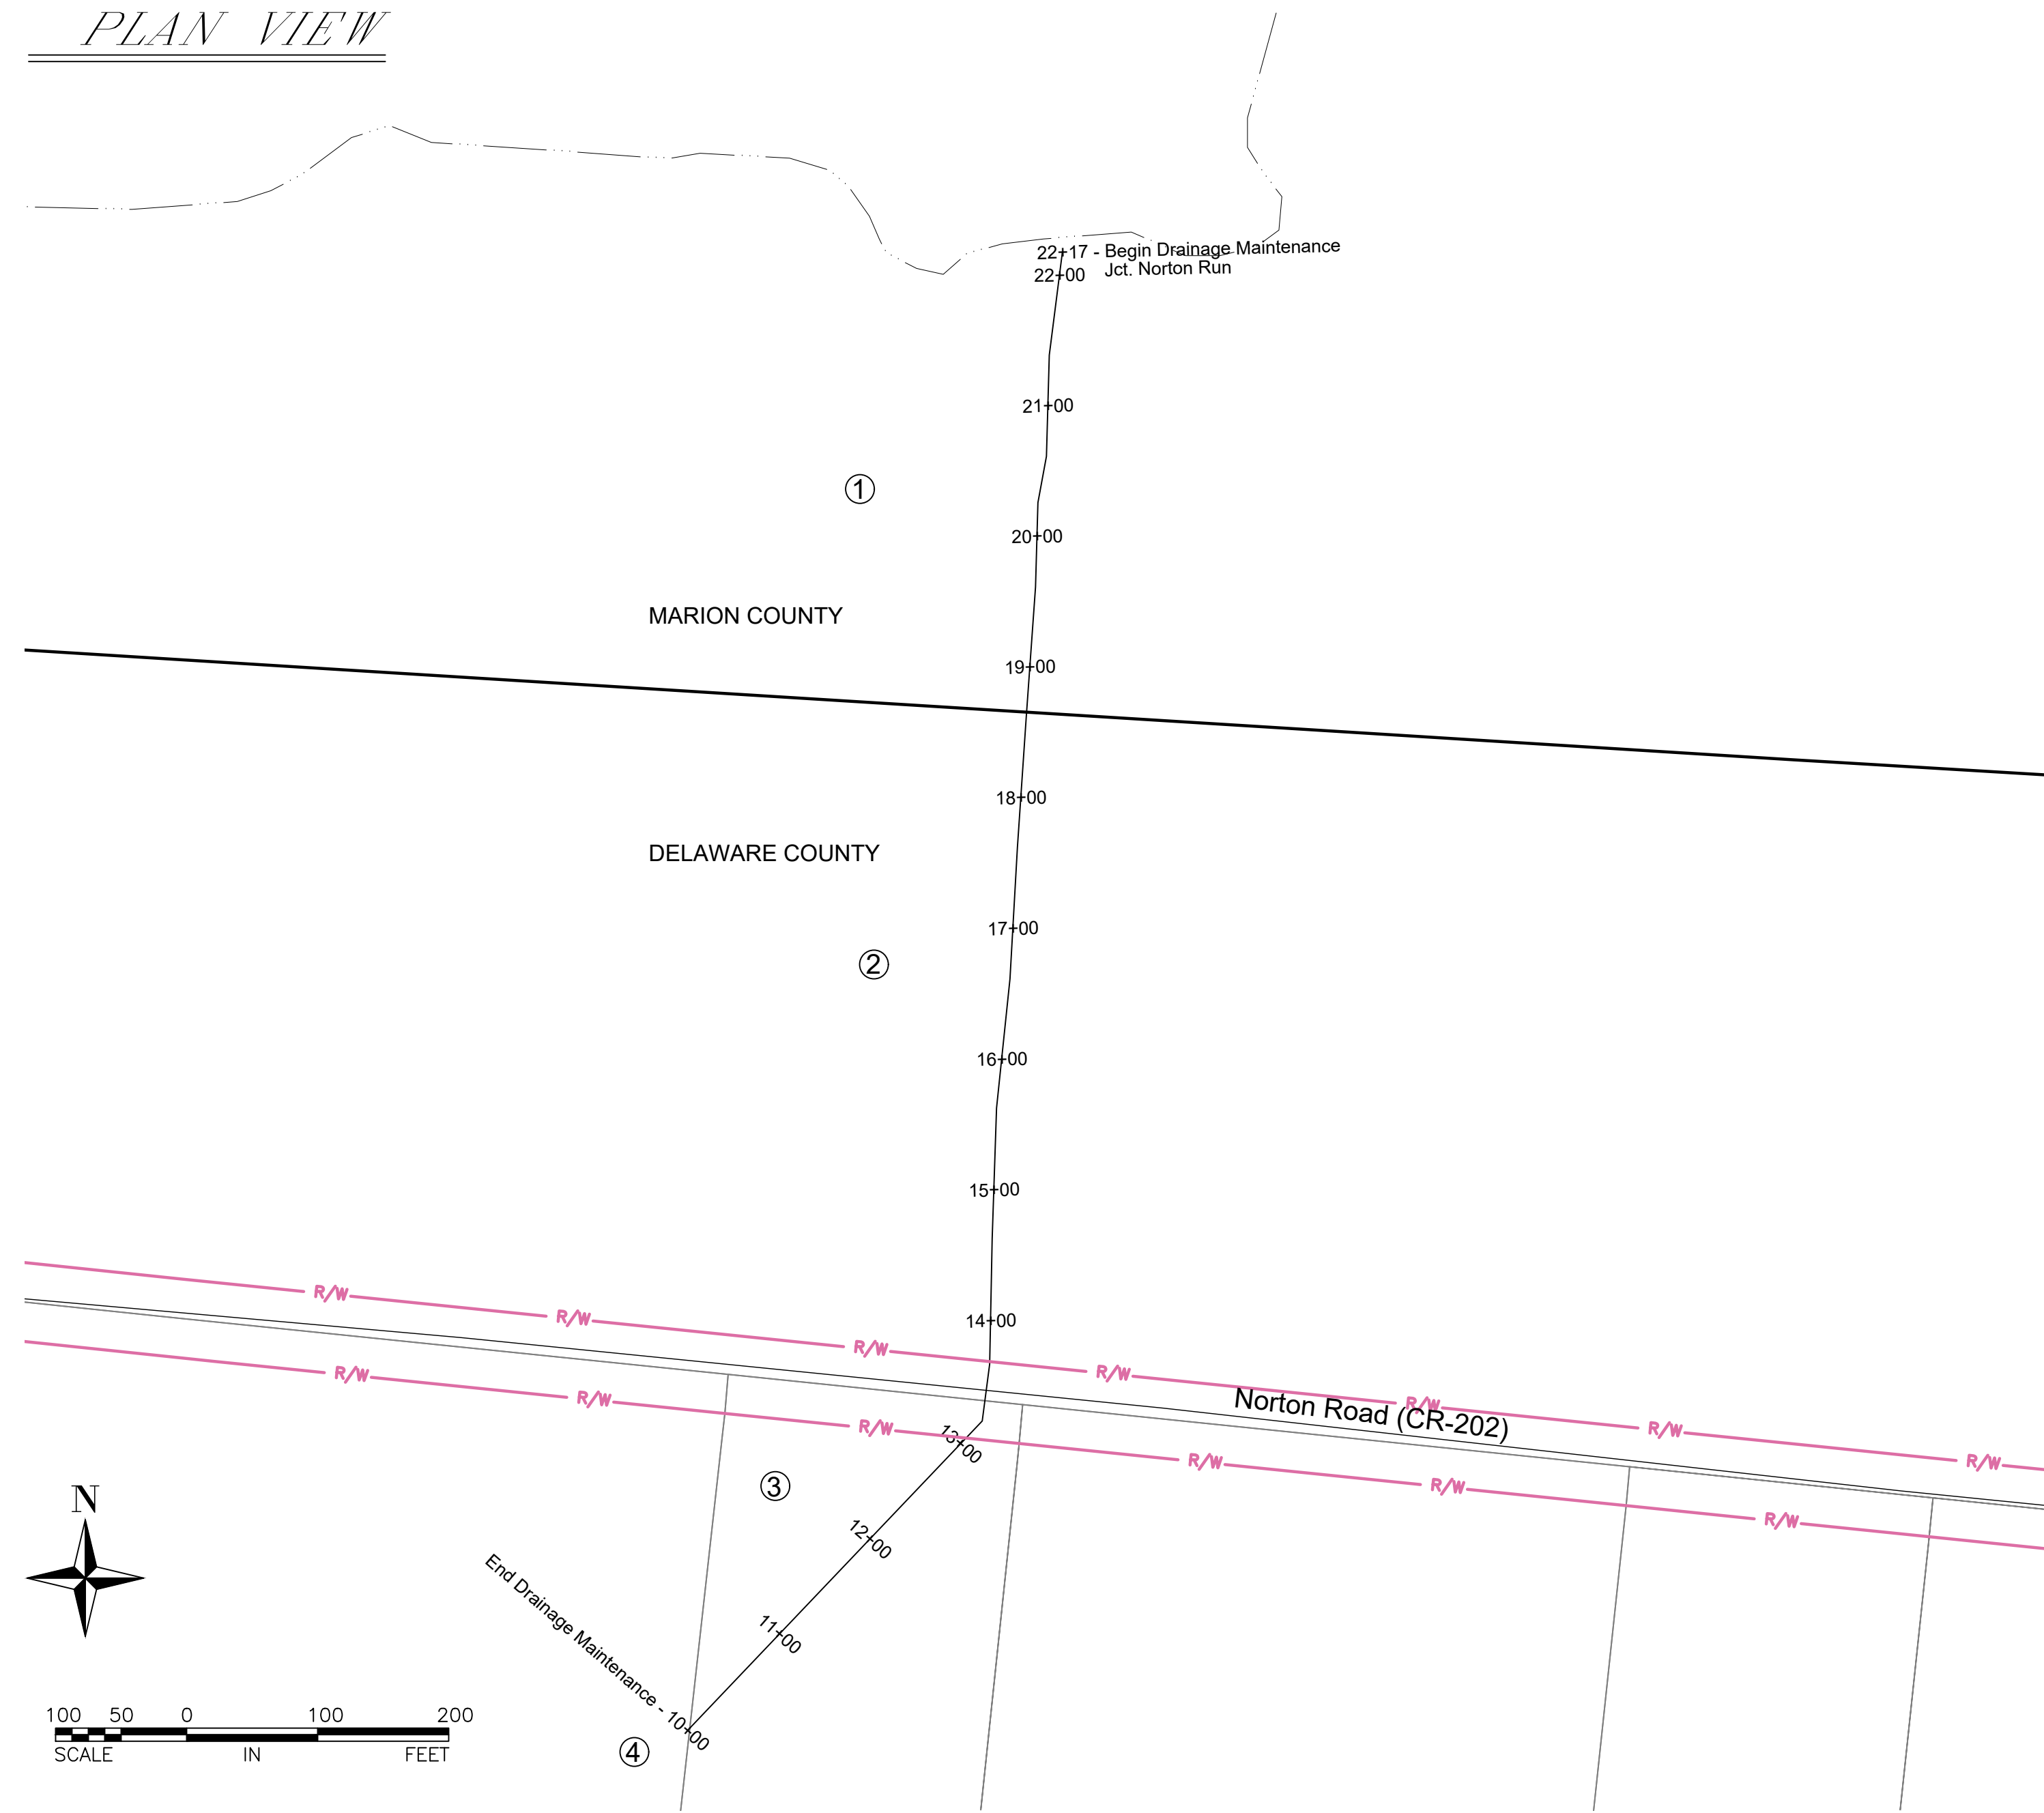 PLAN VIEW
22+17 - Begin Drainage Maintenance
22+00 Jct. Norton Run
21+00
1
20+00
MARION COUNTY
19+00
18+00
DELAWARE COUNTY
17+00
2
16+00
15+00
R/W
R/W
14+00
R/W
R/W
R/W
R/W
R/W
R/W
R/W
R/W
Norton Road (CR-202)
R/W
R/W
R/W
13+00
3
N
12+00
11+00
End Drainage Maintenance - 10+00
4
100 50 0 100 200
SCALE IN FEET